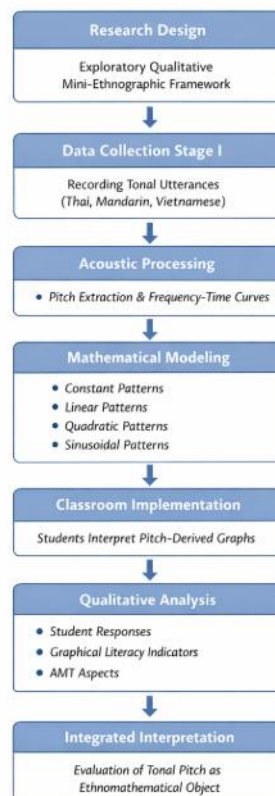 Research Design
Exploratory Qualitative
Mini-Ethnographic Framework
Data Collection Stage I
Recording Tonal Utterances
(Thai, Mandarin, Vietnamese)
Acoustic Processing
• Pitch Extraction & Frequency-Time Curves
Mathematical Modeling
• Constant Patterns
• Linear Patterns
• Quadratic Patterns
• Sinusoidal Patterns
Classroom Implementation
Students Interpret Pitch-Derived Graphs
Qualitative Analysis
• Student Responses
• Graphical Literacy Indicators
• AMT Aspects
Integrated Interpretation
Evaluation of Tonal Pitch as
Ethnomathematical Object